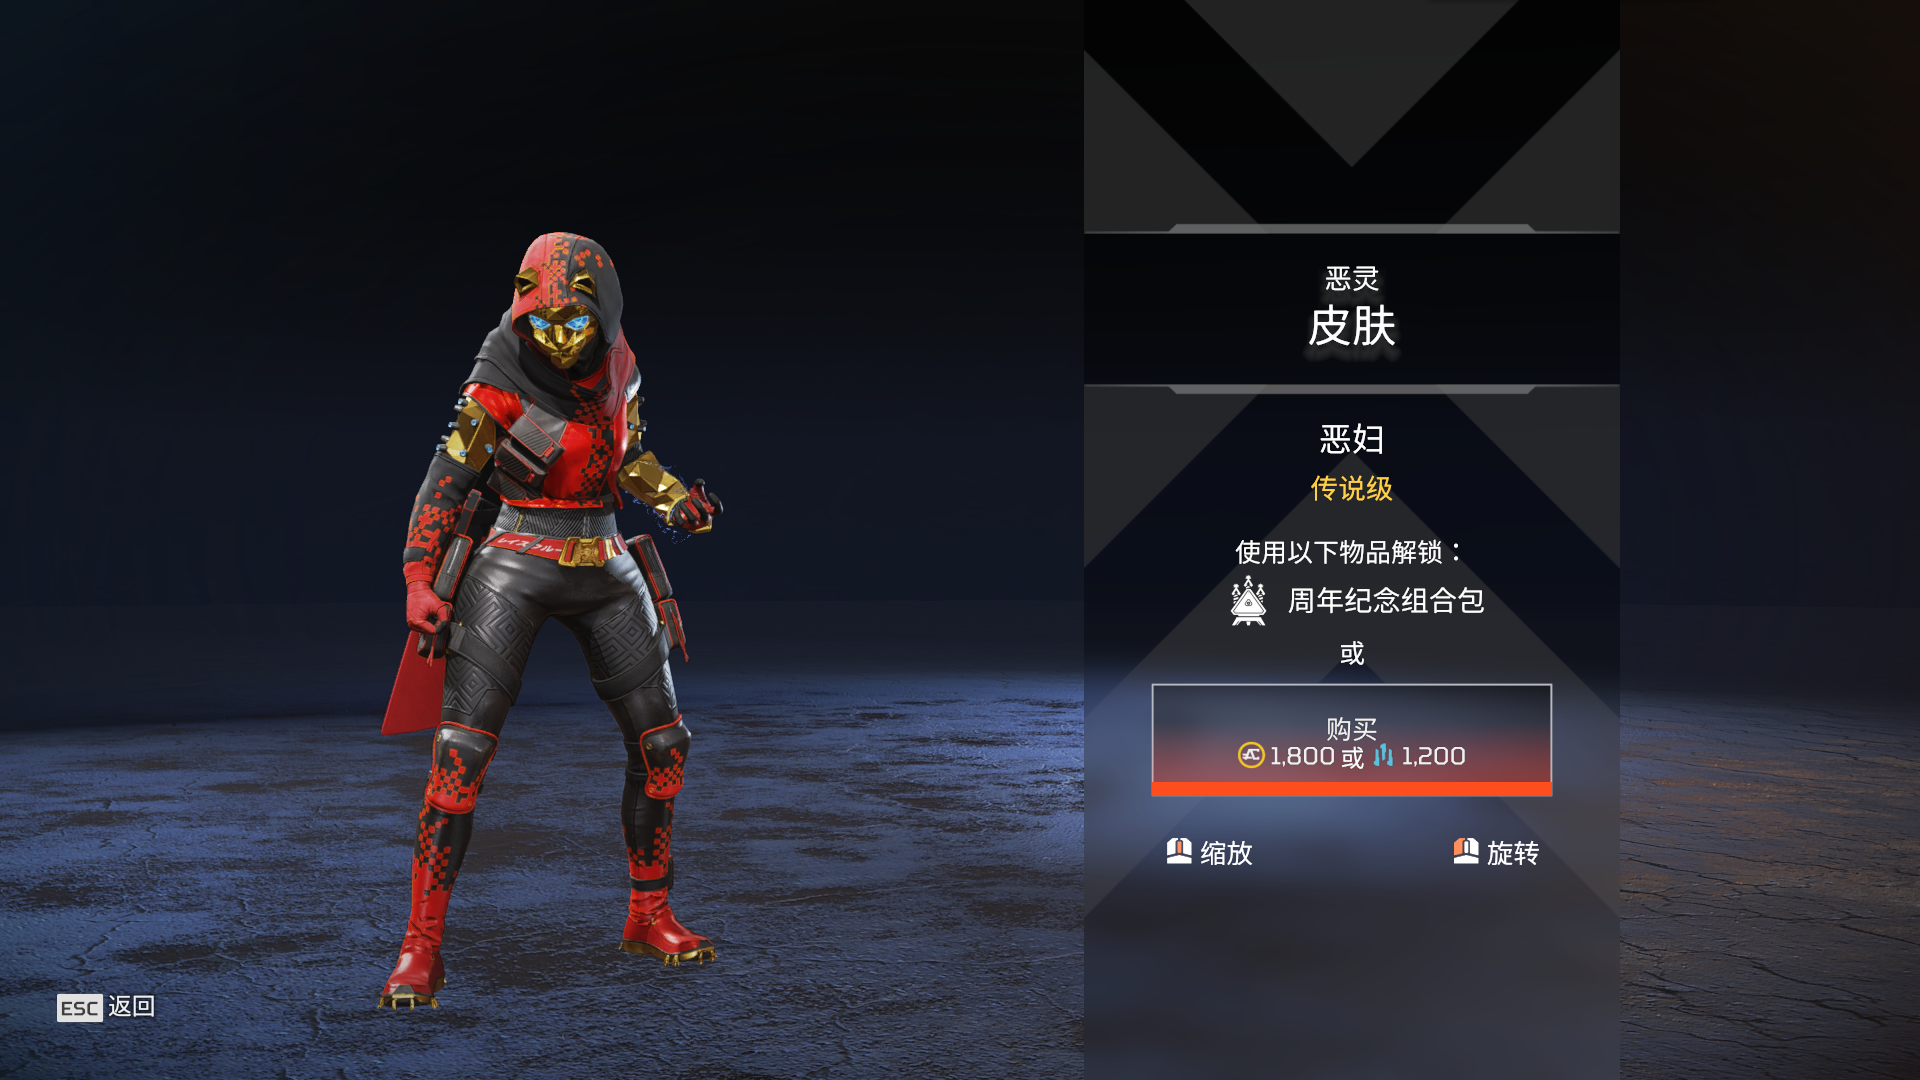 恶灵
皮肤
恶妇
传说级
使用以下物品解锁：
周年纪念组合包
或
购买
1,800 或 1,200
缩放
旋转
ESC 返回